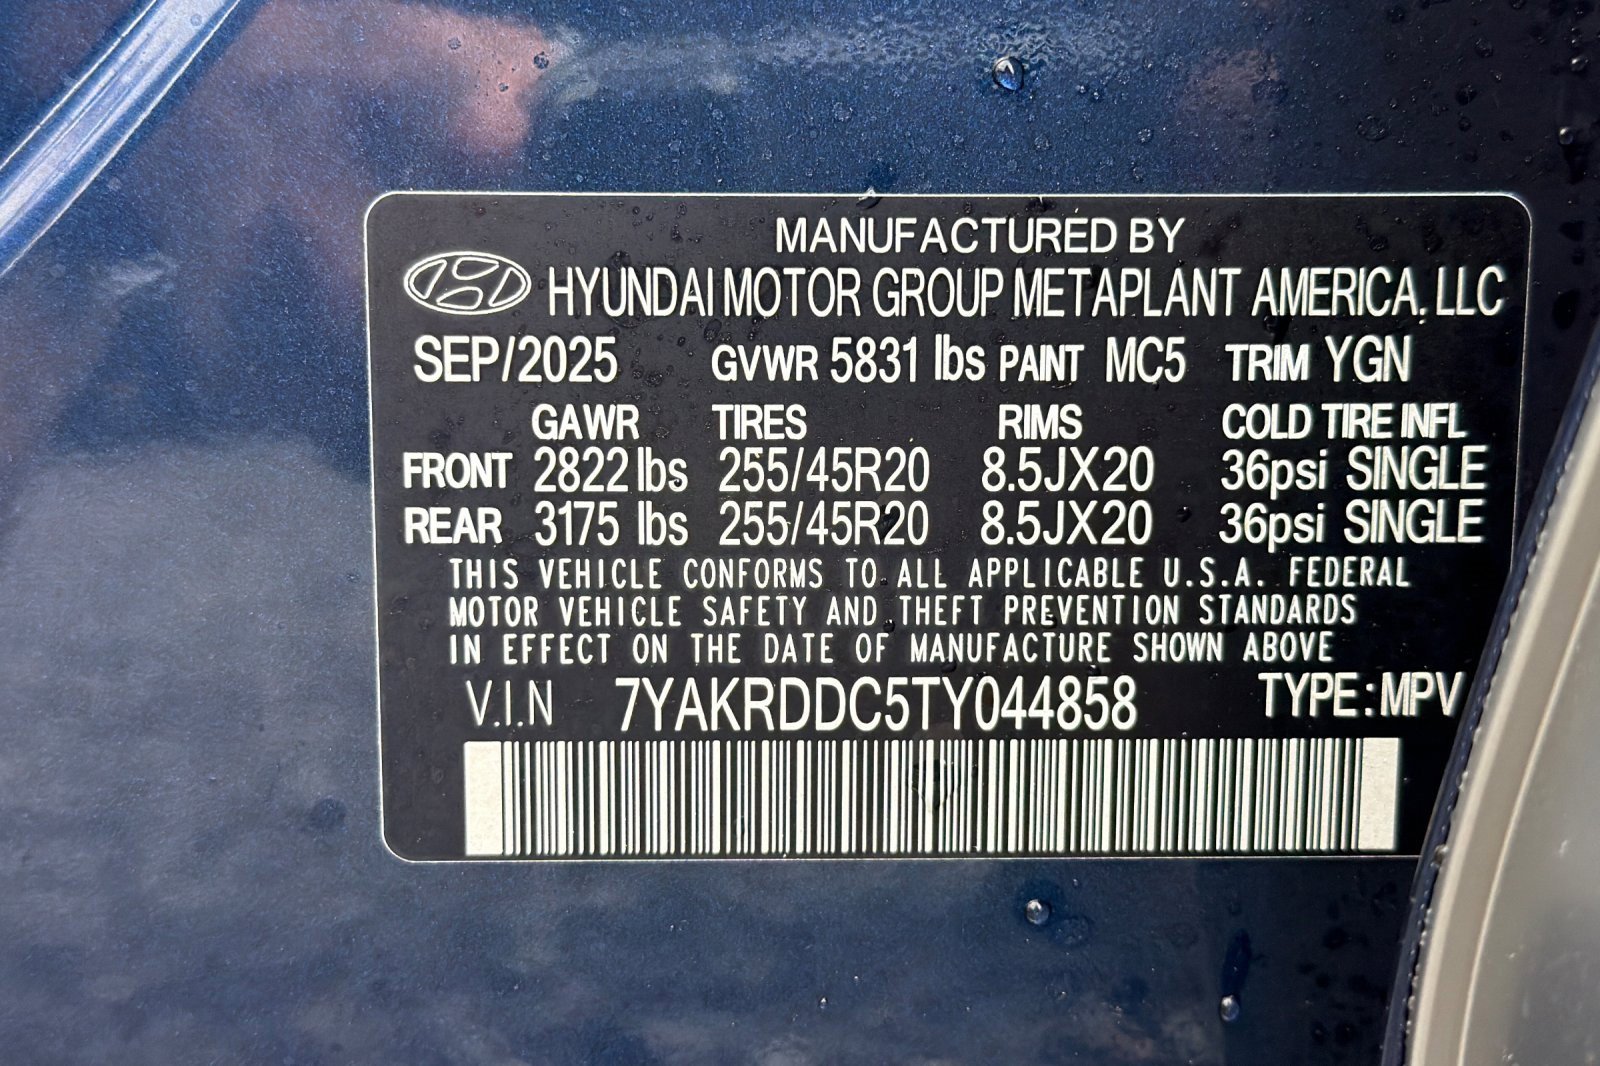 MANUFACTURED BY
HYUNDAI MOTOR GROUP METAPLANT AMERICA, LLC
SEP/2025 GVWR 5831 lbs PAINT MC5 TRIM YGN
GAWR TIRES RIMS COLD TIRE INFL
FRONT 2822 lbs 255/45R20 8.5JX20 36psi SINGLE
REAR 3175 lbs 255/45R20 8.5JX20 36psi SINGLE
THIS VEHICLE CONFORMS TO ALL APPLICABLE U.S.A. FEDERAL
MOTOR VEHICLE SAFETY AND THEFT PREVENTION STANDARDS
IN EFFECT ON THE DATE OF MANUFACTURE SHOWN ABOVE
V.I.N 7YAKRDDC5TY044858 TYPE:MPV